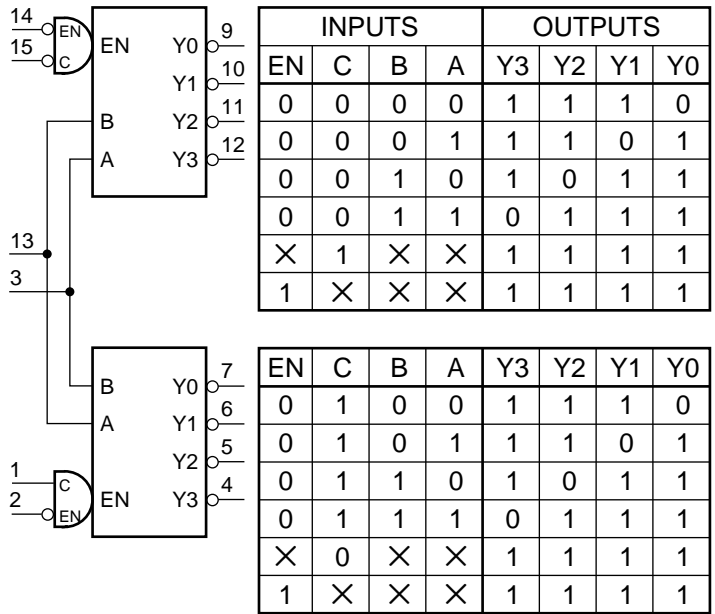 14 EN
15 C
EN
B
A
Y0 9
Y1 10
Y2 11
Y3 12
13
3
INPUTS OUTPUTS
EN C B A Y3 Y2 Y1 Y0
0 0 0 0 1 1 1 0
0 0 0 1 1 1 0 1
0 0 1 0 1 0 1 1
0 0 1 1 0 1 1 1
X 1 X X 1 1 1 1
1 X X X 1 1 1 1
B
A
1 C
2 EN
EN
Y0 7
Y1 6
Y2 5
Y3 4
EN C B A Y3 Y2 Y1 Y0
0 1 0 0 1 1 1 0
0 1 0 1 1 1 0 1
0 1 1 0 1 0 1 1
0 1 1 1 0 1 1 1
X 0 X X 1 1 1 1
1 X X X 1 1 1 1